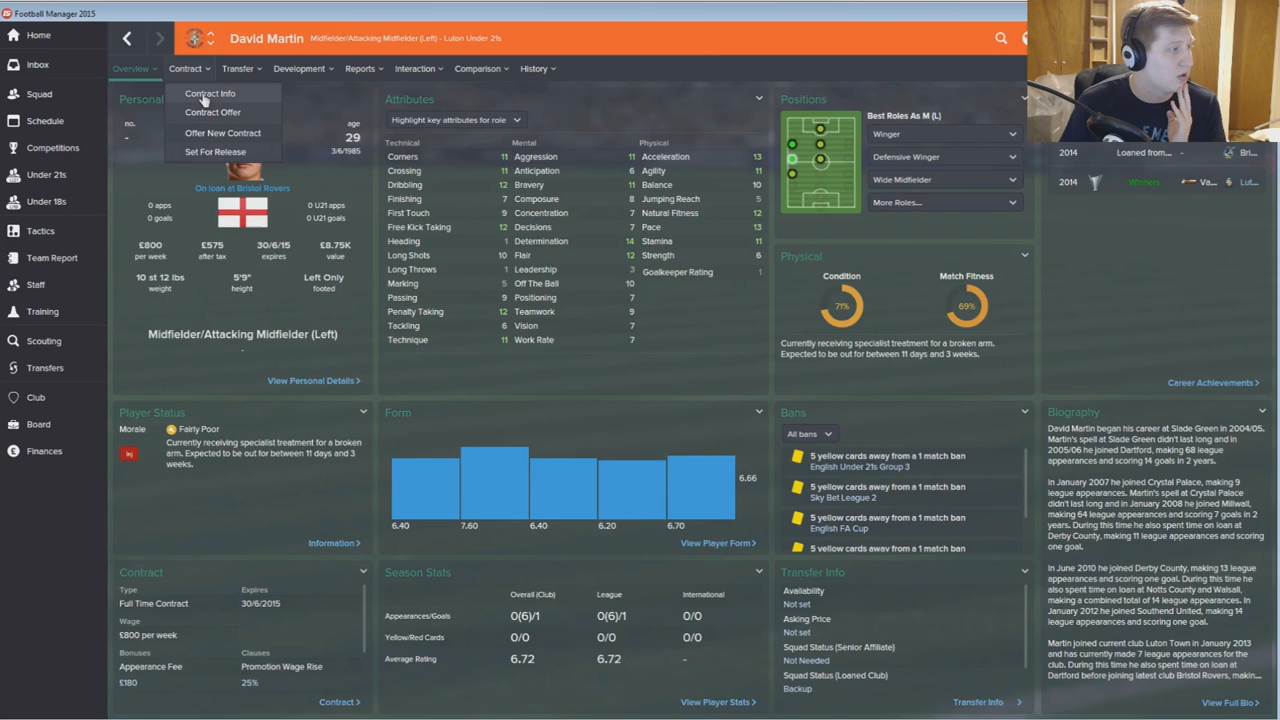 Football Manager 2015
Home
Inbox
Squad
Schedule
Competitions
Under 21s
Under 18s
Tactics
Team Report
Staff
Training
Scouting
Transfers
Club
Board
Finances
David Martin Midfielder/Attacking Midfielder (Left) - Luton Under 21s
Overview Contract Transfer Development Reports Interaction Comparison History
Contract Info
Contract Offer
Offer New Contract
Set For Release
no.
-
age
29
3/6/1985
On loan at Bristol Rovers
0 apps
0 goals
0 U21 apps
0 U21 goals
£800 per week
£575 after tax
30/6/15 expires
£8.75K value
10 st 12 lbs weight
5'9" height
Left Only footed
Midfielder/Attacking Midfielder (Left)
-
View Personal Details >
Attributes
Highlight key attributes for role
Technical
Corners 11
Crossing 11
Dribbling 12
Finishing 7
First Touch 9
Free Kick Taking 12
Heading 1
Long Shots 10
Long Throws 1
Marking 5
Passing 9
Penalty Taking 12
Tackling 6
Technique 11
Mental
Aggression 11
Anticipation 6
Bravery 11
Composure 8
Concentration 7
Decisions 7
Determination 14
Flair 12
Leadership 3
Off The Ball 10
Positioning 7
Teamwork 9
Vision 7
Work Rate 7
Physical
Acceleration 13
Agility 11
Balance 10
Jumping Reach 5
Natural Fitness 12
Pace 13
Stamina 11
Strength 6
Goalkeeper Rating 1
Positions
Best Roles As M (L)
Winger
Defensive Winger
Wide Midfielder
More Roles...
Physical
Condition
71%
Match Fitness
69%
Currently receiving specialist treatment for a broken
arm. Expected to be out for between 11 days and 3
weeks.
2014 Loaned from... - Bri...
2014 Winners Va... Lut...
Career Achievements >
Player Status
Morale Fairly Poor
Inj
Currently receiving specialist treatment for a broken
arm. Expected to be out for between 11 days and 3
weeks.
Information >
Form
6.66
6.40 7.60 6.40 6.20 6.70
View Player Form >
Bans
All bans
5 yellow cards away from a 1 match ban
English Under 21s Group 3
5 yellow cards away from a 1 match ban
Sky Bet League 2
5 yellow cards away from a 1 match ban
English FA Cup
5 yellow cards away from a 1 match ban
Biography
David Martin began his career at Slade Green in 2004/05.
Martin's spell at Slade Green didn't last long and in
2005/06 he joined Dartford, making 68 league
appearances and scoring 14 goals in 2 years.
In January 2007 he joined Crystal Palace, making 9
league appearances. Martin's spell at Crystal Palace
didn't last long and in January 2008 he joined Millwall,
making 64 league appearances and scoring 7 goals in 2
years. During this time he also spent time on loan at
Derby County, making 11 league appearances and scoring
one goal.
In June 2010 he joined Derby County, making 13 league
appearances and scoring one goal. During this time he
also spent time on loan at Notts County and Walsall,
making a combined total of 14 league appearances. In
January 2012 he joined Southend United, making 14
league appearances and scoring one goal.
Martin joined current club Luton Town in January 2013
and has currently made 7 league appearances for the
club. During this time he also spent time on loan at
Dartford before joining latest club Bristol Rovers, makin...
View Full Bio >
Contract
Type
Full Time Contract
Expires
30/6/2015
Wage
£800 per week
Bonuses
Appearance Fee
£180
Clauses
Promotion Wage Rise
25%
Contract >
Season Stats
Overall (Club) League International
Appearances/Goals 0(6)/1 0(6)/1 0/0
Yellow/Red Cards 0/0 0/0 0/0
Average Rating 6.72 6.72 -
View Player Stats >
Transfer Info
Availability
Not set
Asking Price
Not set
Squad Status (Senior Affiliate)
Not Needed
Squad Status (Loaned Club)
Backup
Transfer Info >